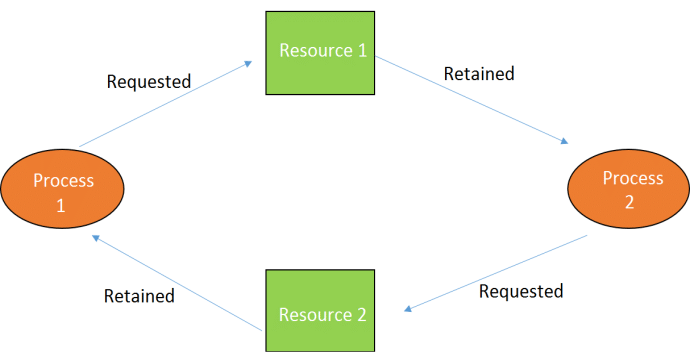 Resource 1
Requested
Retained
Process
1
Process
2
Retained
Requested
Resource 2